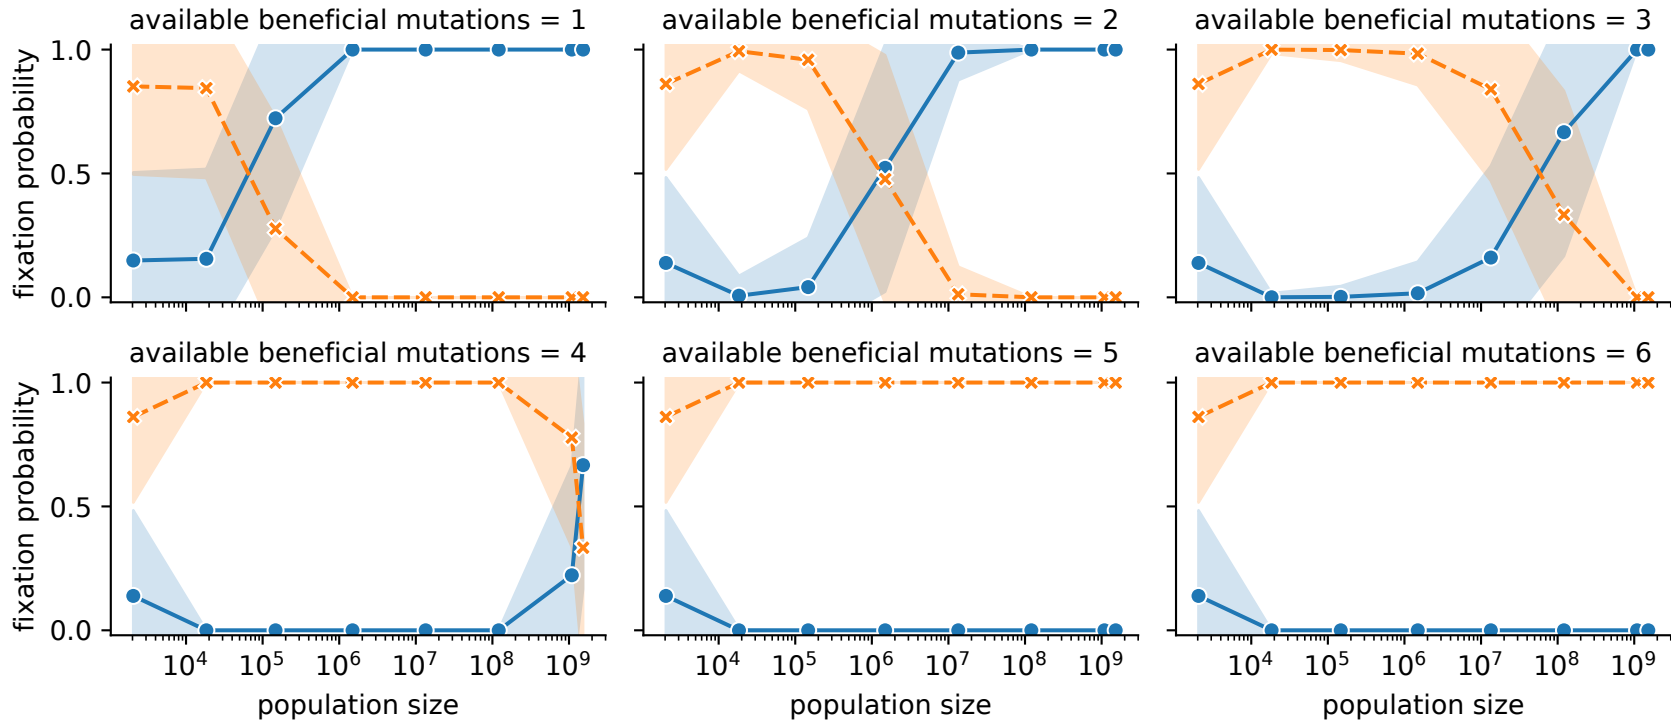 available beneficial mutations = 1
available beneficial mutations = 2
available beneficial mutations = 3
fixation probability
1.0
0.5
0.0
available beneficial mutations = 4
available beneficial mutations = 5
available beneficial mutations = 6
fixation probability
1.0
0.5
0.0
10⁴ 10⁵ 10⁶ 10⁷ 10⁸ 10⁹
10⁴ 10⁵ 10⁶ 10⁷ 10⁸ 10⁹
10⁴ 10⁵ 10⁶ 10⁷ 10⁸ 10⁹
population size
population size
population size